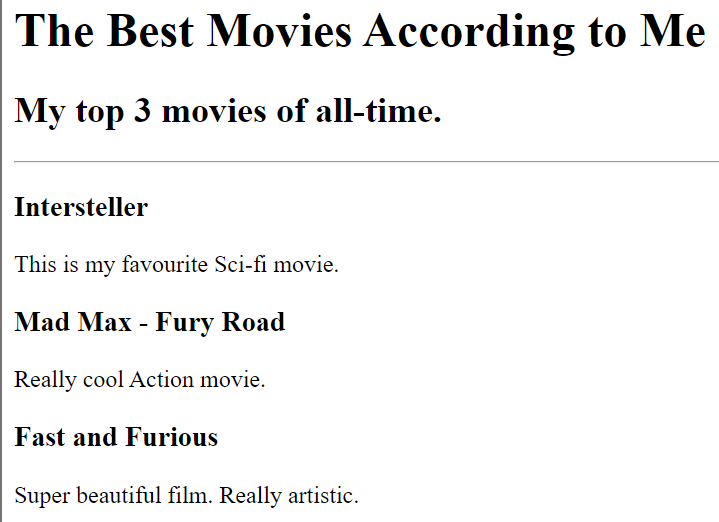 The Best Movies According to Me
My top 3 movies of all-time.
Intersteller
This is my favourite Sci-fi movie.
Mad Max - Fury Road
Really cool Action movie.
Fast and Furious
Super beautiful film. Really artistic.